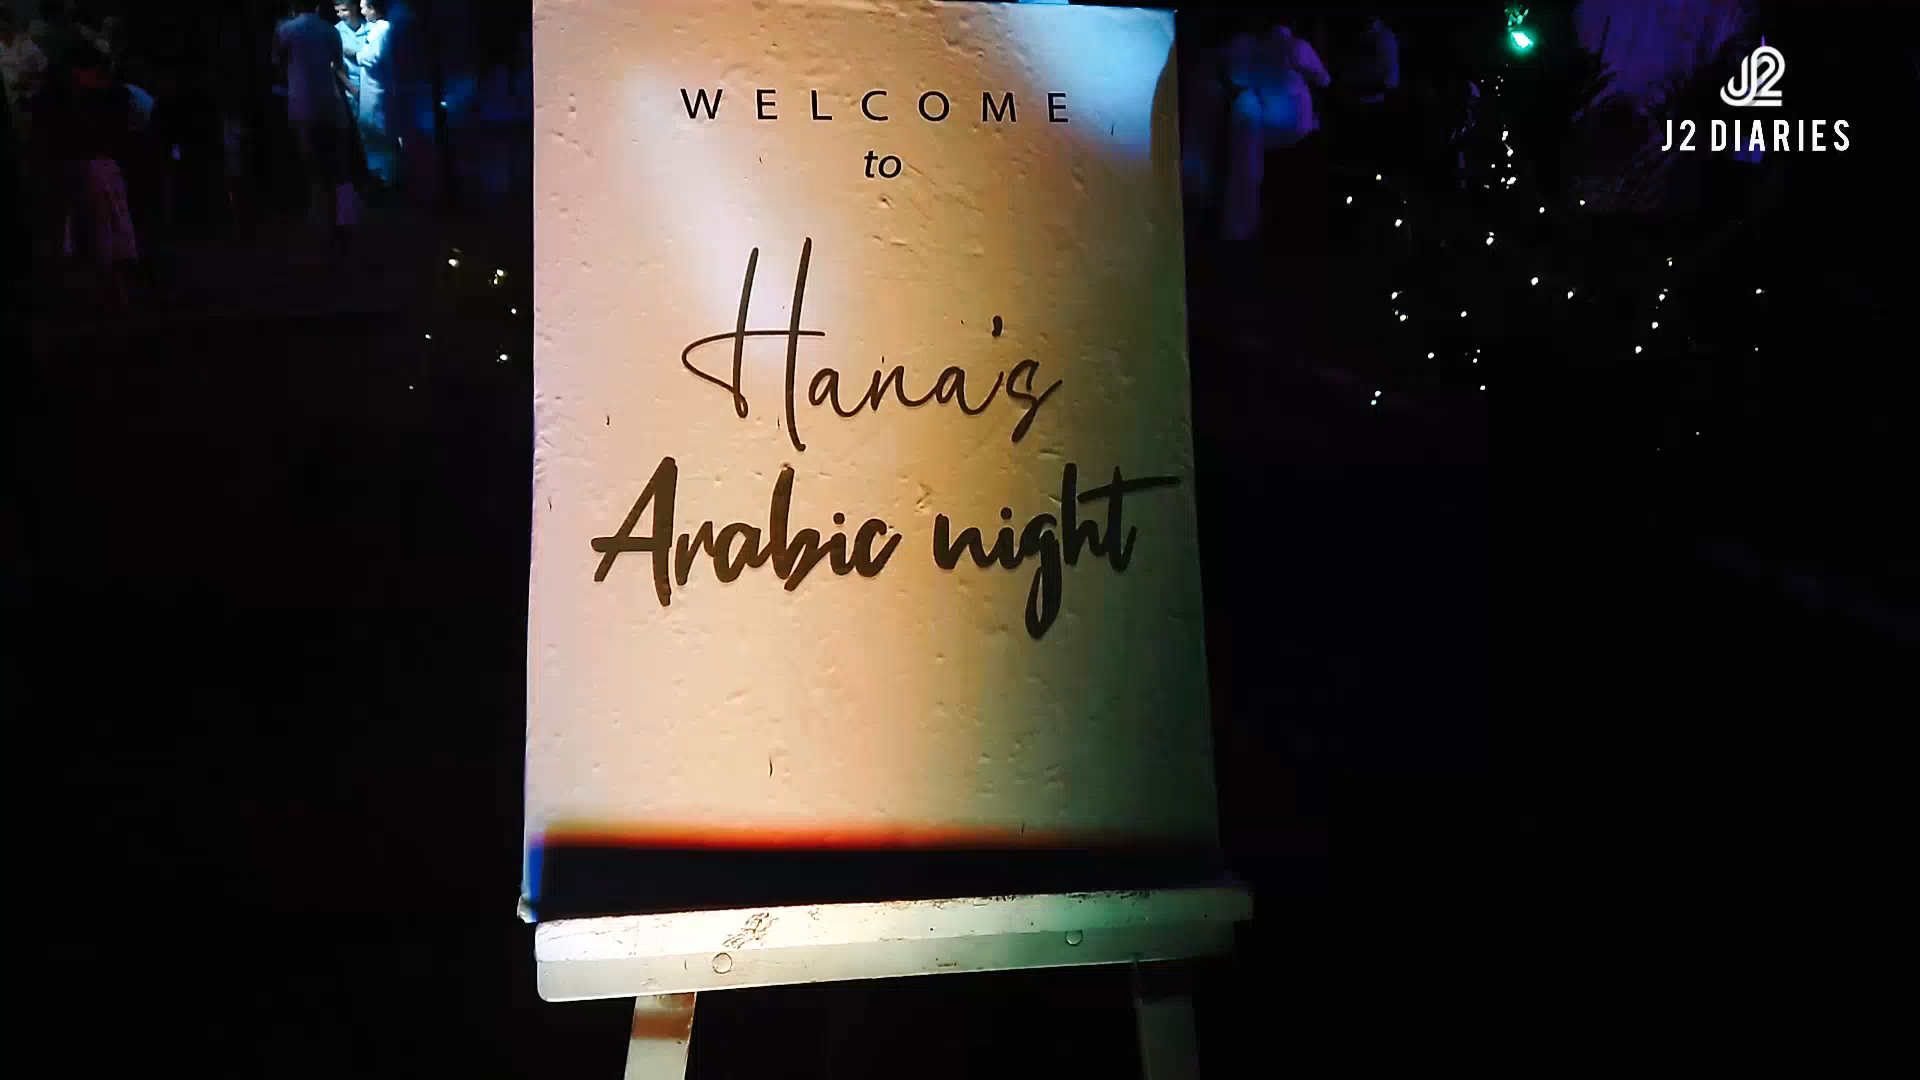 WELCOME
to
Hana's
Arabic night
J2
J2 DIARIES